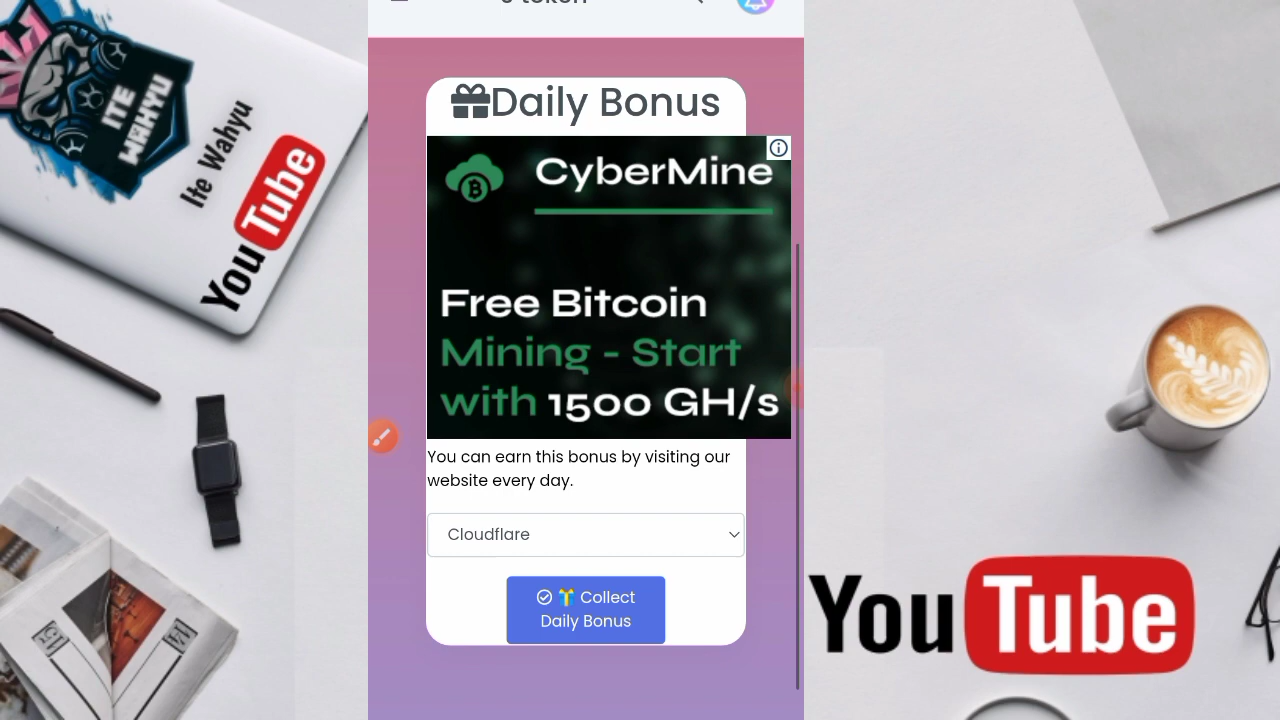 ITE
WAHYU
Ite Wahyu
YouTube
Daily Bonus
CyberMine
Free Bitcoin
Mining - Start
with 1500 GH/s
You can earn this bonus by visiting our
website every day.
Cloudflare
Collect
Daily Bonus
YouTube